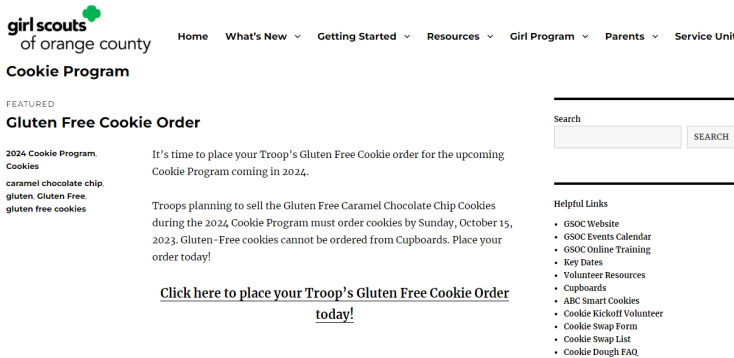 girl scouts
of orange county
Home What's New Getting Started Resources Girl Program Parents Service Unit
Cookie Program
FEATURED
Gluten Free Cookie Order
2024 Cookie Program,
Cookies
caramel chocolate chip,
gluten, Gluten Free,
gluten free cookies
It's time to place your Troop's Gluten Free Cookie order for the upcoming
Cookie Program coming in 2024.
Troops planning to sell the Gluten Free Caramel Chocolate Chip Cookies
during the 2024 Cookie Program must order cookies by Sunday, October 15,
2023. Gluten-Free cookies cannot be ordered from Cupboards. Place your
order today!
Click here to place your Troop's Gluten Free Cookie Order
today!
Search
SEARCH
Helpful Links
• GSOC Website
• GSOC Events Calendar
• GSOC Online Training
• Key Dates
• Volunteer Resources
• Cupboards
• ABC Smart Cookies
• Cookie Kickoff Volunteer
• Cookie Swap Form
• Cookie Swap List
• Cookie Dough FAQ